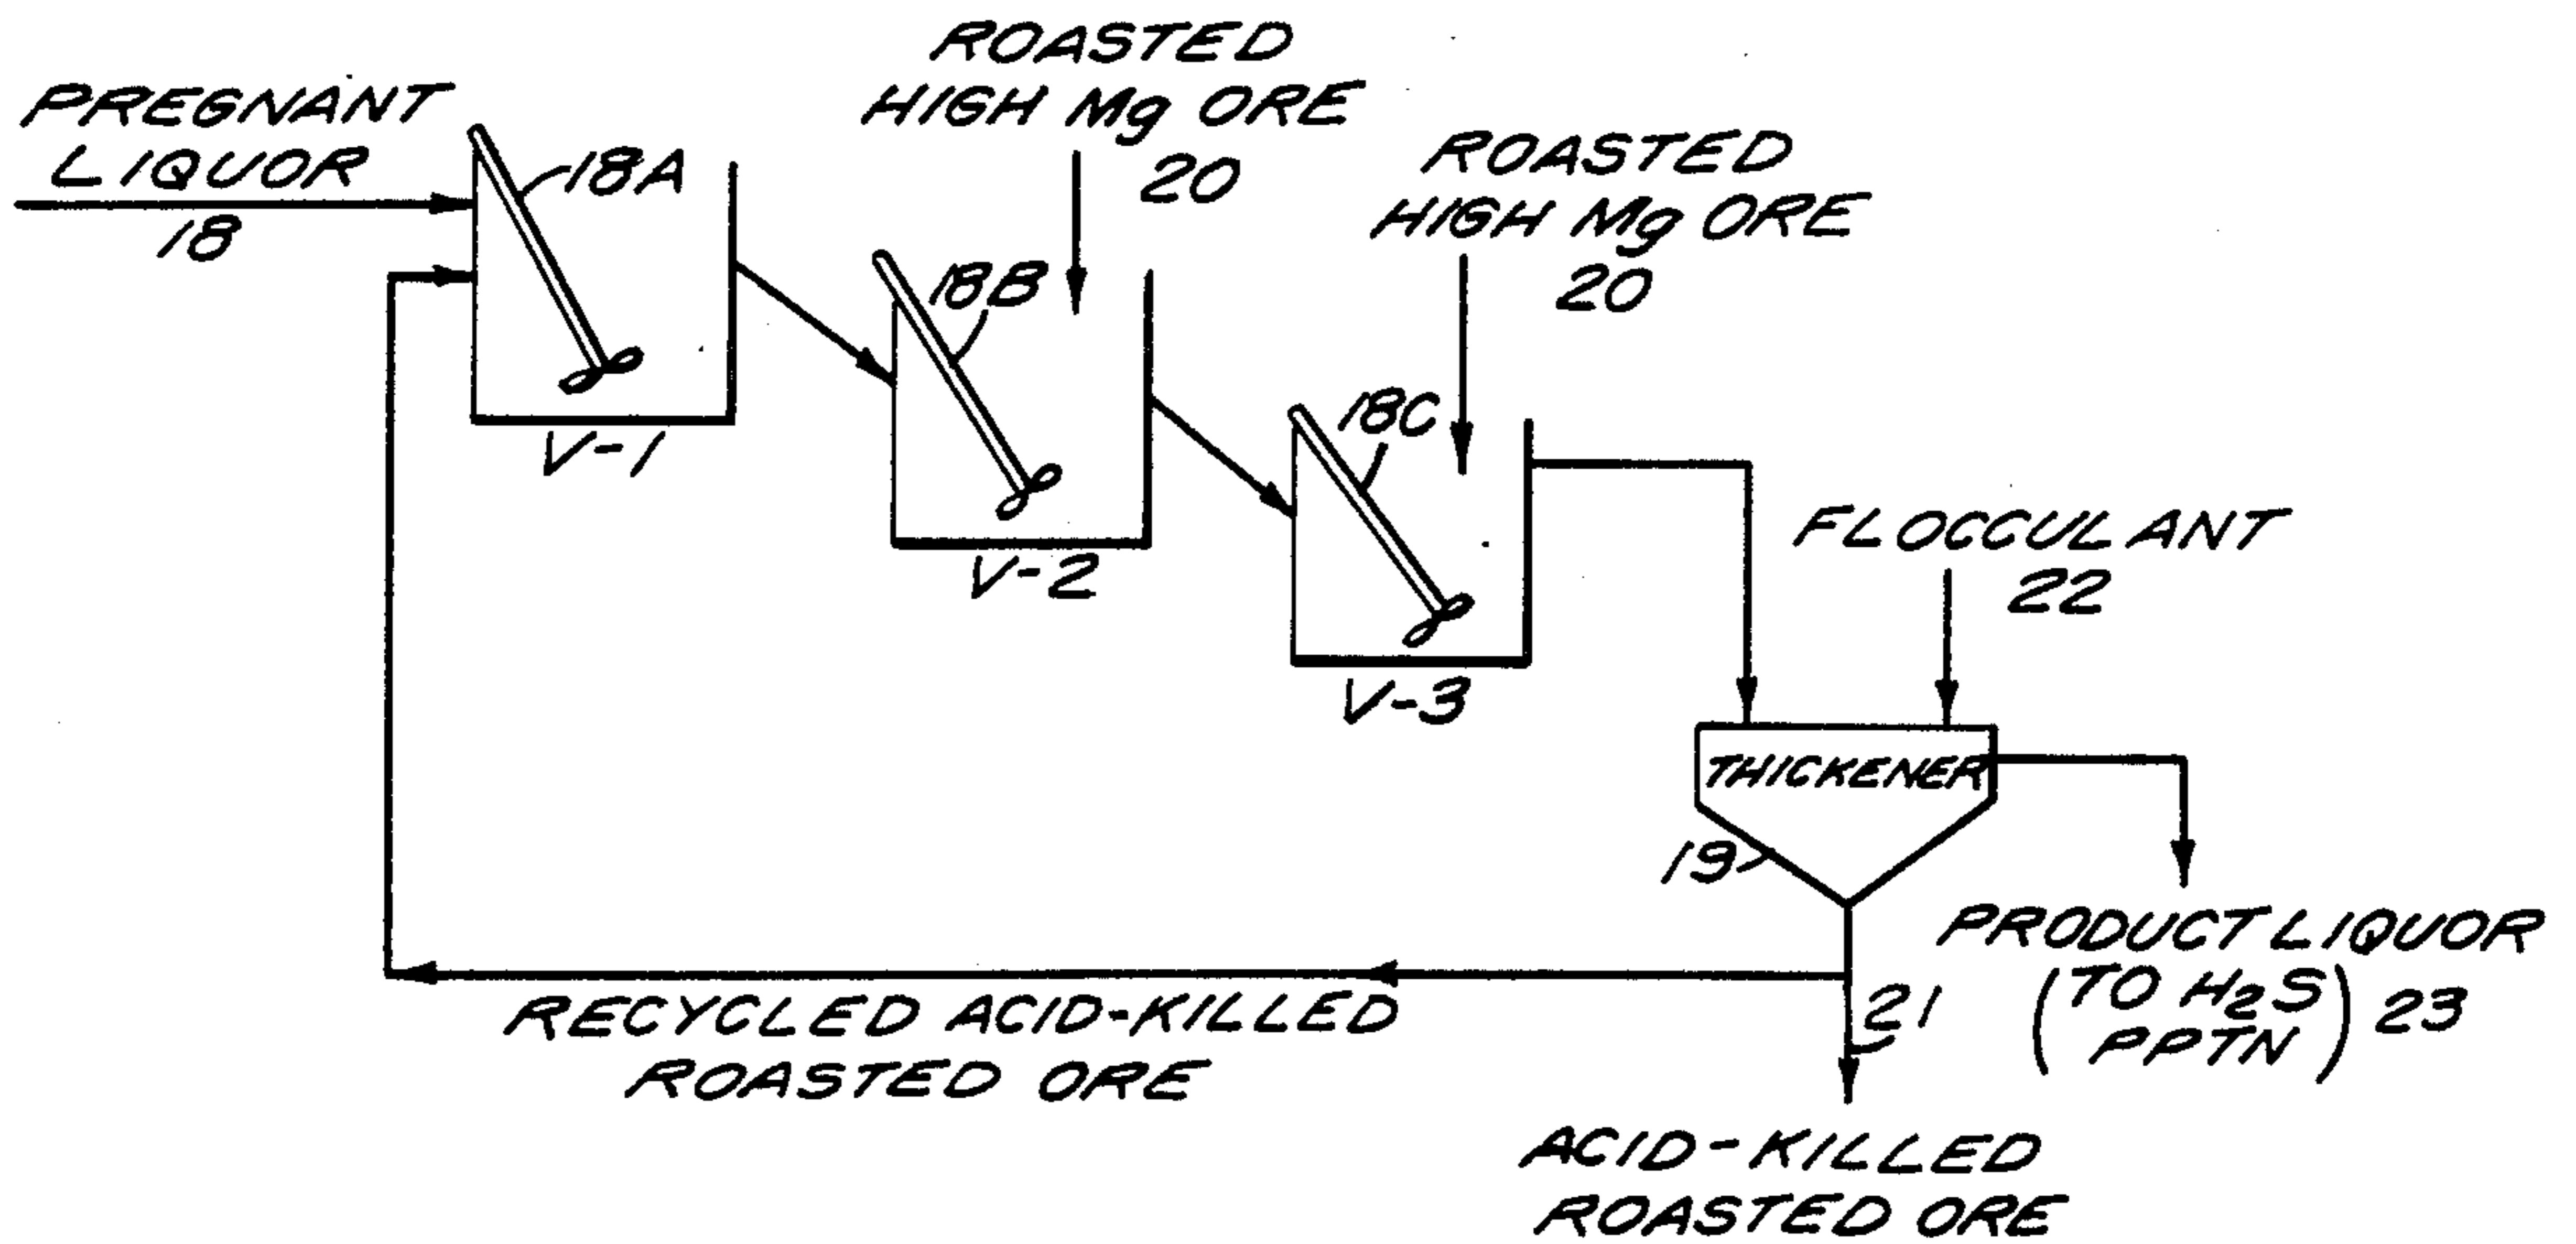 PREGNANT
LIQUOR
18
18A
V-1
ROASTED
HIGH Mg ORE
20
18B
V-2
ROASTED
HIGH Mg ORE
20
18C
V-3
FLOCCULANT
22
THICKENER
19
PRODUCT LIQUOR
(TO H2S
PPTN) 23
21
RECYCLED ACID-KILLED
ROASTED ORE
ACID-KILLED
ROASTED ORE